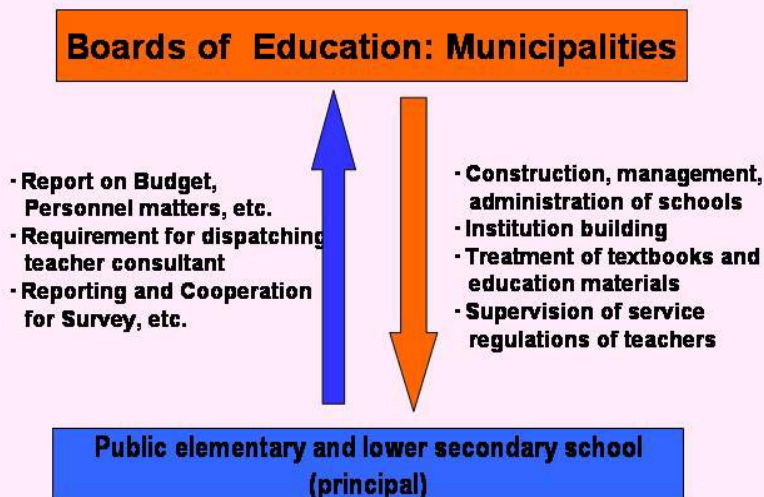 Boards of Education: Municipalities
· Report on Budget,
Personnel matters, etc.
· Requirement for dispatching
teacher consultant
· Reporting and Cooperation
for Survey, etc.
· Construction, management,
administration of schools
· Institution building
· Treatment of textbooks and
education materials
· Supervision of service
regulations of teachers
Public elementary and lower secondary school
(principal)